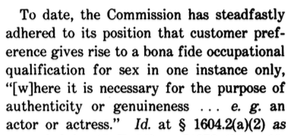 To date, the Commission has steadfastly
adhered to its position that customer pref-
erence gives rise to a bona fide occupational
qualification for sex in one instance only,
"[w]here it is necessary for the purpose of
authenticity or genuineness ... e. g. an
actor or actress." Id. at § 1604.2(a)(2) as